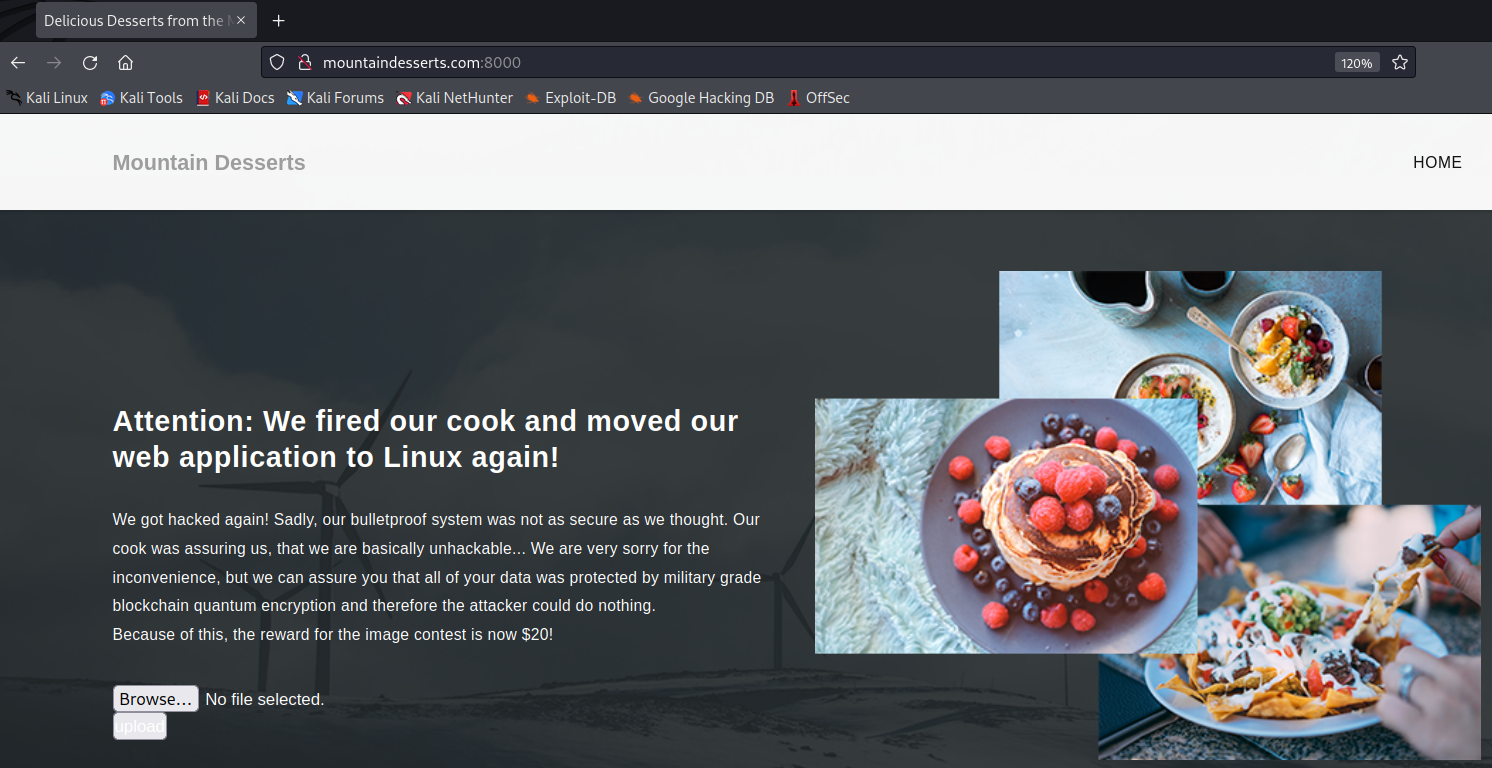 Delicious Desserts from the M
mountaindesserts.com:8000
120%
Kali Linux Kali Tools Kali Docs Kali Forums Kali NetHunter Exploit-DB Google Hacking DB OffSec
Mountain Desserts
HOME
Attention: We fired our cook and moved our
web application to Linux again!
We got hacked again! Sadly, our bulletproof system was not as secure as we thought. Our
cook was assuring us, that we are basically unhackable... We are very sorry for the
inconvenience, but we can assure you that all of your data was protected by military grade
blockchain quantum encryption and therefore the attacker could do nothing.
Because of this, the reward for the image contest is now $20!
Browse... No file selected.
upload